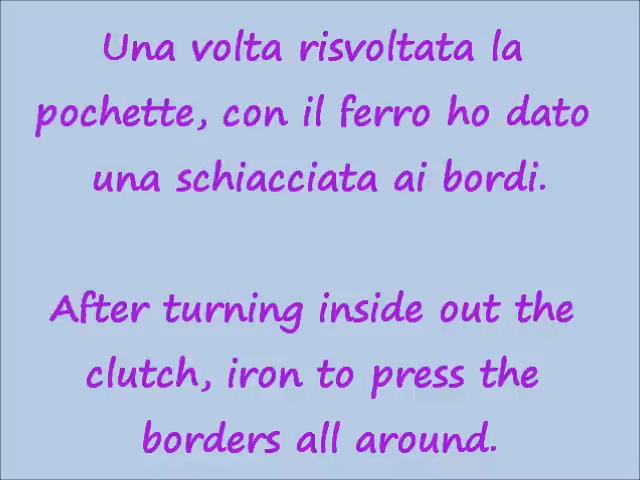 Una volta risvoltata la
pochette, con il ferro ho dato
una schiacciata ai bordi.
After turning inside out the
clutch, iron to press the
borders all around.